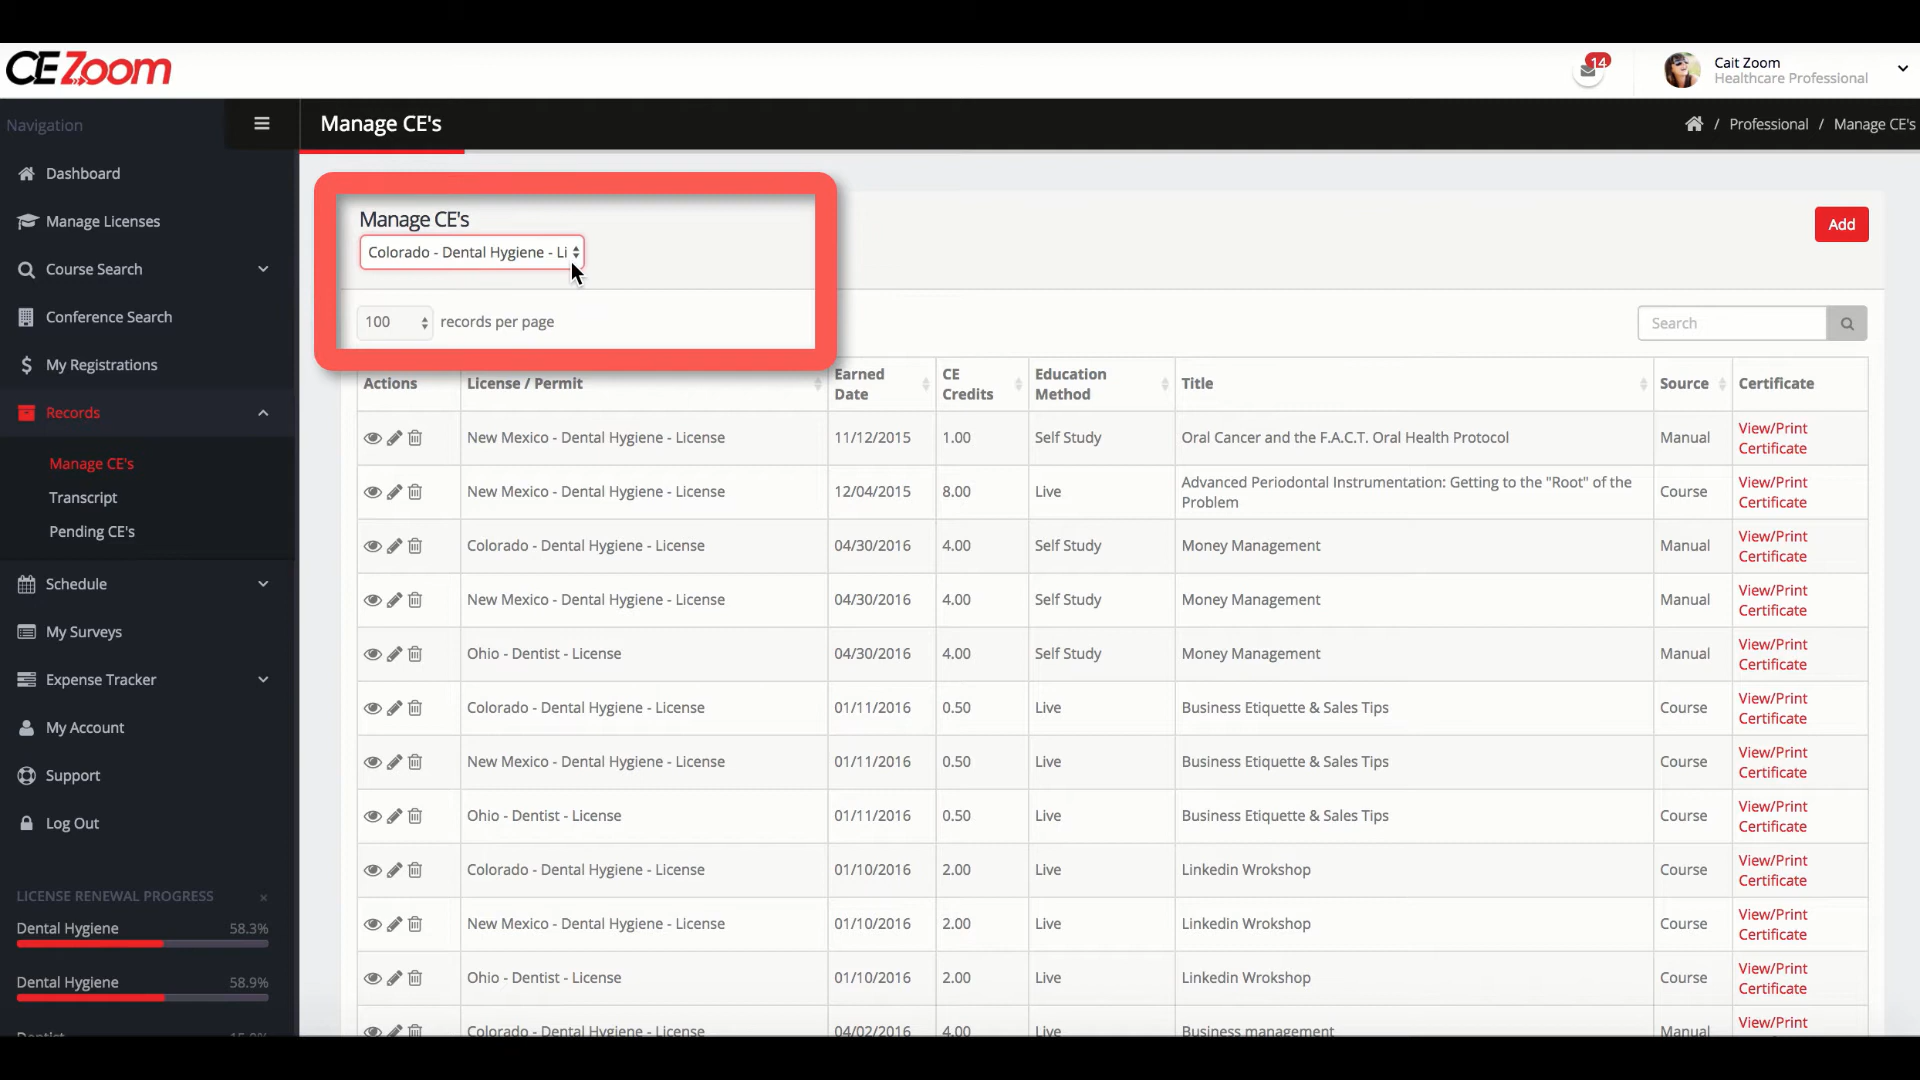 CE Zoom
14
Cait Zoom
Healthcare Professional
Navigation
Manage CE's
/ Professional / Manage CE's
Dashboard
Manage Licenses
Course Search
Conference Search
My Registrations
Records
Manage CE's
Transcript
Pending CE's
Schedule
My Surveys
Expense Tracker
My Account
Support
Log Out
LICENSE RENEWAL PROGRESS ×
Dental Hygiene 58.3%
Dental Hygiene 58.9%
Manage CE's
Add
Colorado - Dental Hygiene - Li
100 records per page
Search
Actions License / Permit Earned Date CE Credits Education Method Title Source Certificate
New Mexico - Dental Hygiene - License 11/12/2015 1.00 Self Study Oral Cancer and the F.A.C.T. Oral Health Protocol Manual View/Print Certificate
New Mexico - Dental Hygiene - License 12/04/2015 8.00 Live Advanced Periodontal Instrumentation: Getting to the "Root" of the Problem Course View/Print Certificate
Colorado - Dental Hygiene - License 04/30/2016 4.00 Self Study Money Management Manual View/Print Certificate
New Mexico - Dental Hygiene - License 04/30/2016 4.00 Self Study Money Management Manual View/Print Certificate
Ohio - Dentist - License 04/30/2016 4.00 Self Study Money Management Manual View/Print Certificate
Colorado - Dental Hygiene - License 01/11/2016 0.50 Live Business Etiquette & Sales Tips Course View/Print Certificate
New Mexico - Dental Hygiene - License 01/11/2016 0.50 Live Business Etiquette & Sales Tips Course View/Print Certificate
Ohio - Dentist - License 01/11/2016 0.50 Live Business Etiquette & Sales Tips Course View/Print Certificate
Colorado - Dental Hygiene - License 01/10/2016 2.00 Live Linkedin Wrokshop Course View/Print Certificate
New Mexico - Dental Hygiene - License 01/10/2016 2.00 Live Linkedin Wrokshop Course View/Print Certificate
Ohio - Dentist - License 01/10/2016 2.00 Live Linkedin Wrokshop Course View/Print Certificate
Colorado - Dental Hygiene - License 04/02/2016 4.00 Live Business management Manual View/Print